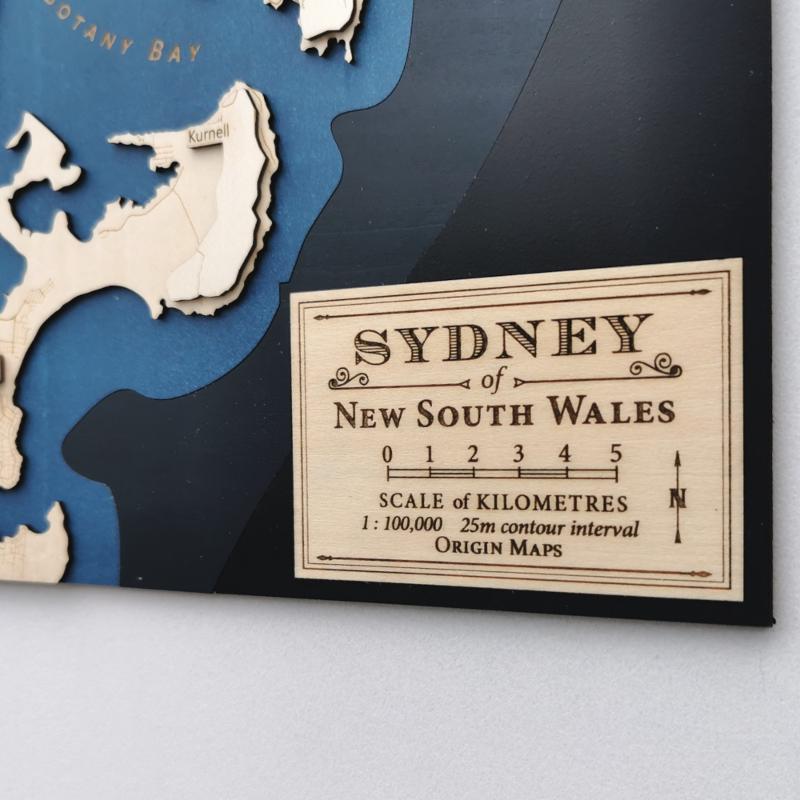 BOTANY BAY
Kurnell
SYDNEY
of
NEW SOUTH WALES
0 1 2 3 4 5
SCALE of KILOMETRES
N
1 : 100,000 25m contour interval
ORIGIN MAPS